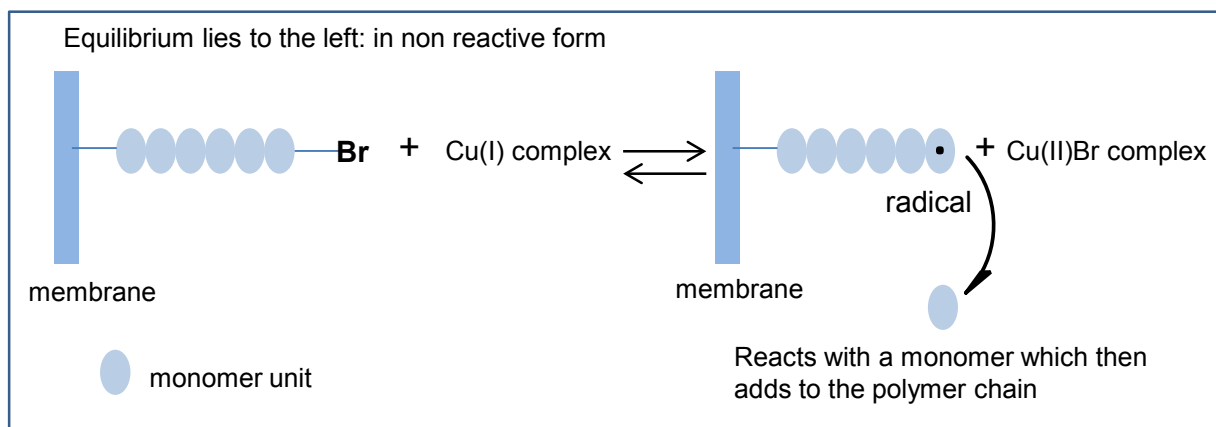 Equilibrium lies to the left: in non reactive form
Br + Cu(I) complex
+ Cu(II)Br complex
radical
membrane
membrane
monomer unit
Reacts with a monomer which then
adds to the polymer chain